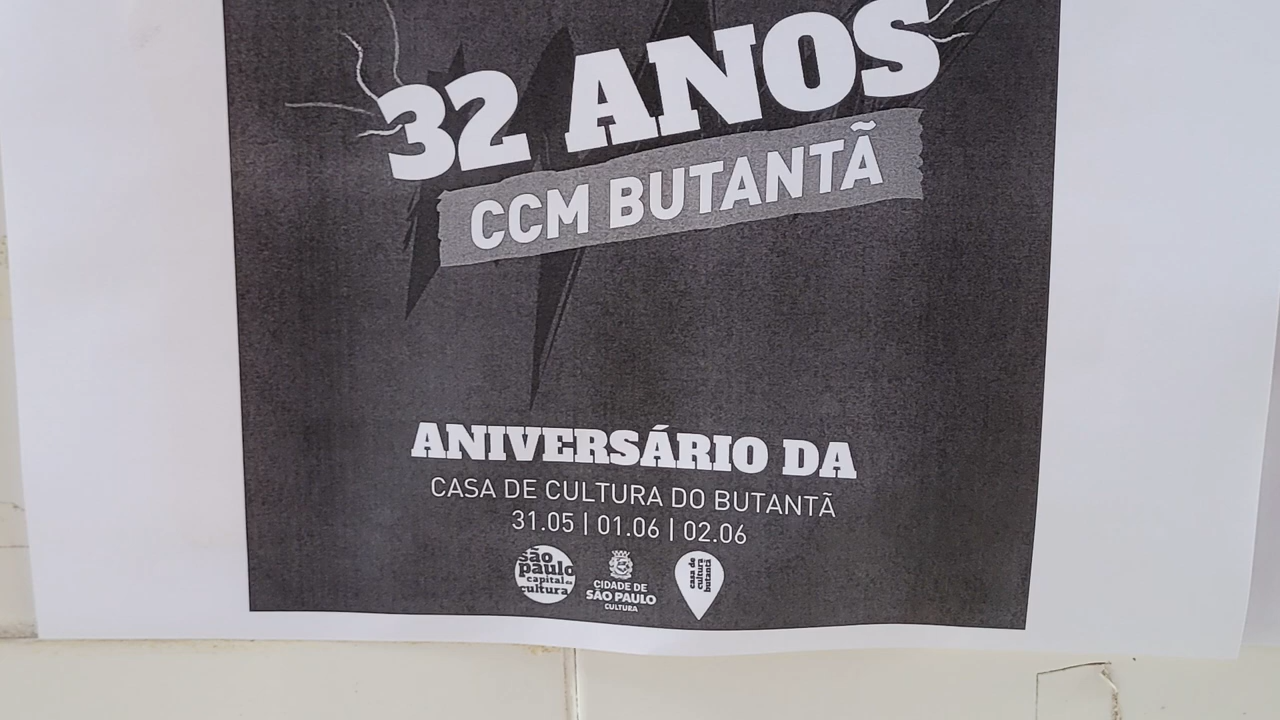 32 ANOS
CCM BUTANTÃ
ANIVERSÁRIO DA
CASA DE CULTURA DO BUTANTÃ
31.05 | 01.06 | 02.06
são
paulo
capital da
cultura
CIDADE DE
SÃO PAULO
CULTURA
casa de
cultura
butantã